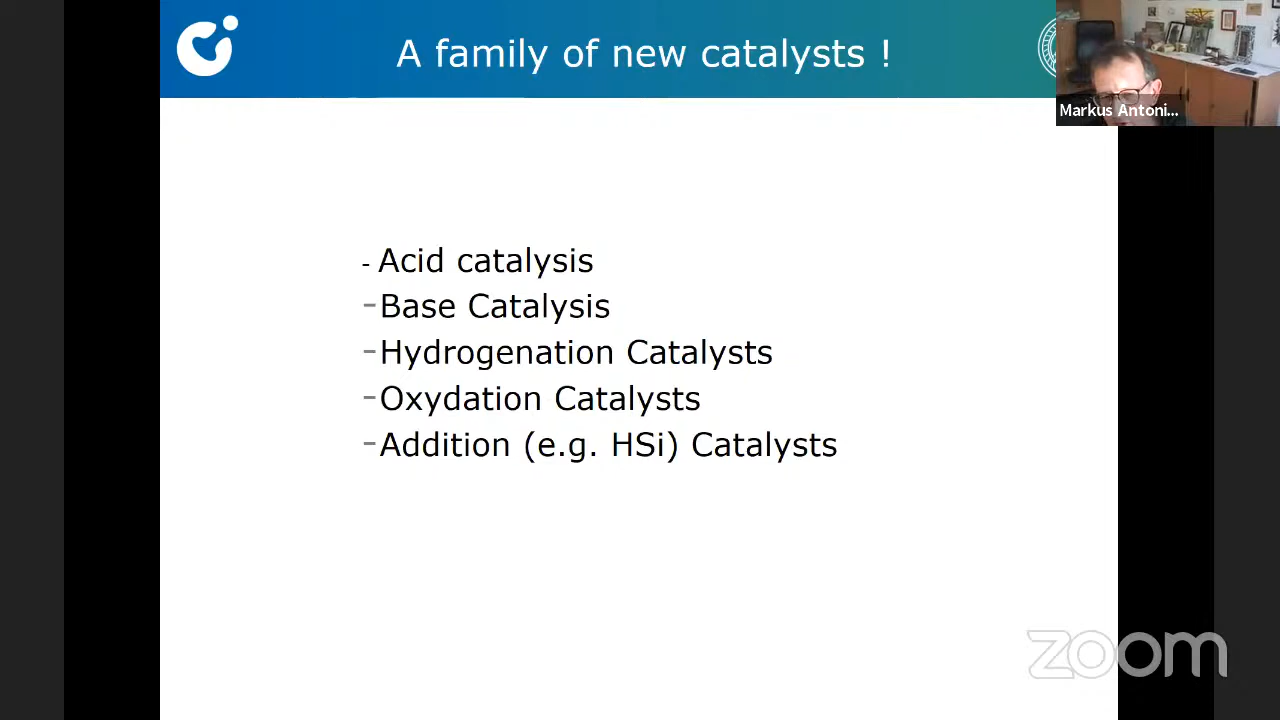 A family of new catalysts !
Markus Antoni...
- Acid catalysis
-Base Catalysis
-Hydrogenation Catalysts
-Oxydation Catalysts
-Addition (e.g. HSi) Catalysts
zoom